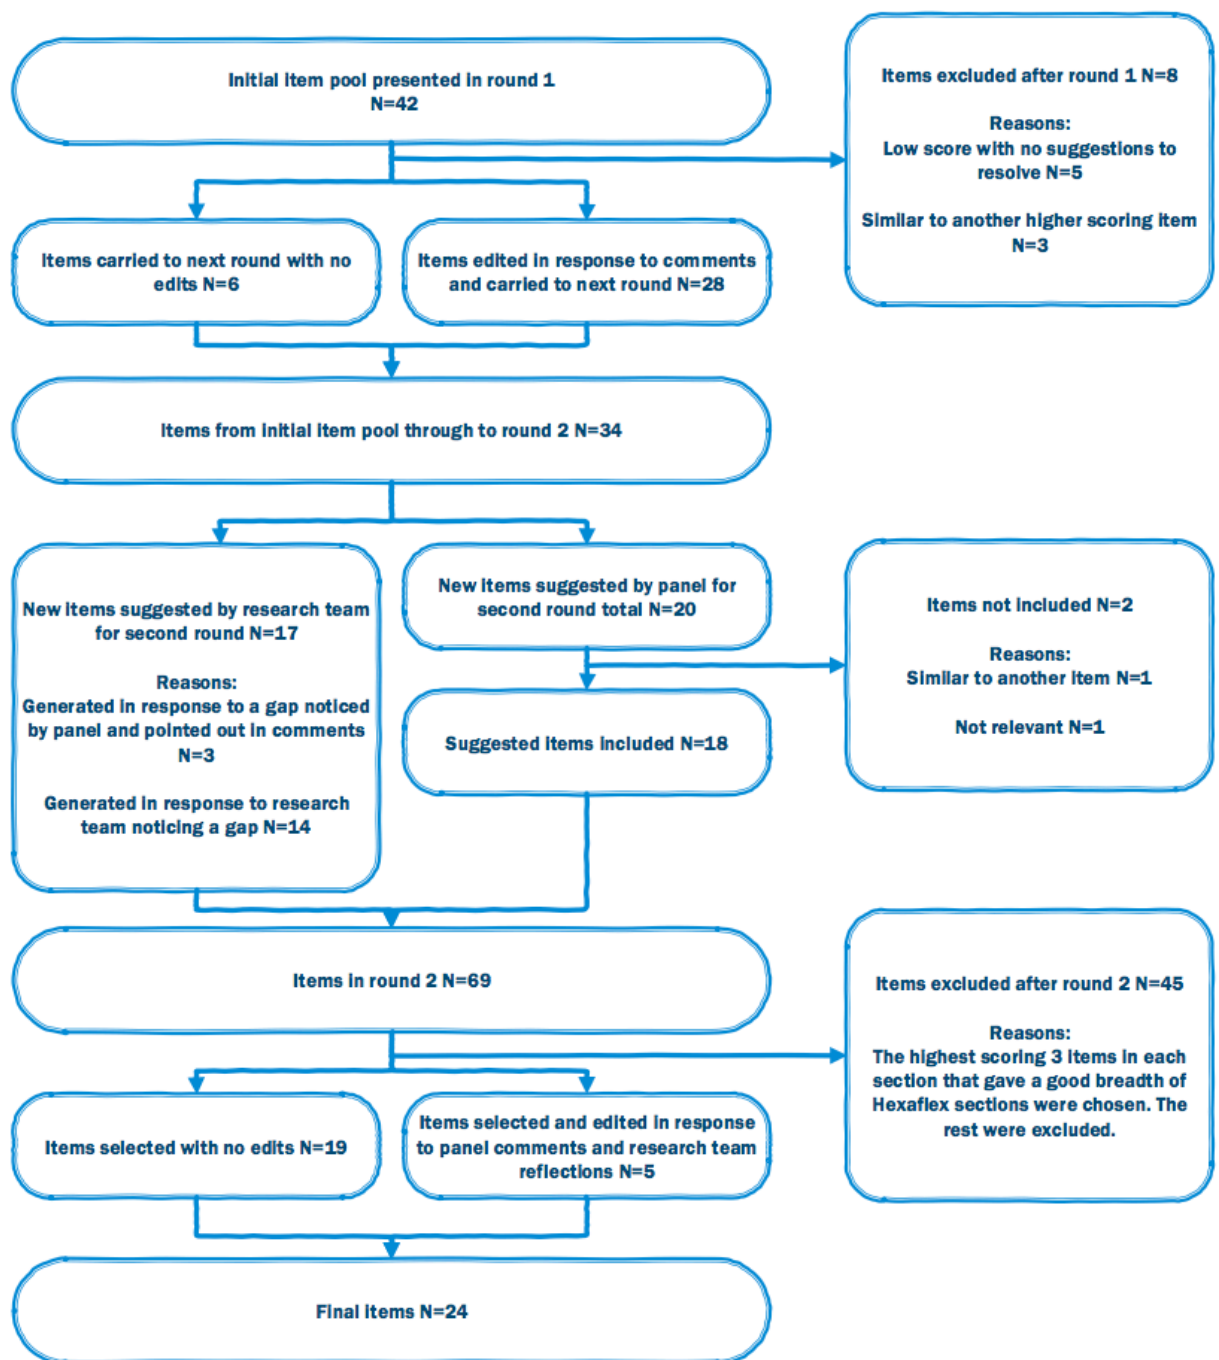 Initial item pool presented in round 1
N=42
Items excluded after round 1 N=8
Reasons:
Low score with no suggestions to
resolve N=5
Similar to another higher scoring item
N=3
Items carried to next round with no
edits N=6
Items edited in response to comments
and carried to next round N=28
Items from initial item pool through to round 2 N=34
New items suggested by research team
for second round N=17
Reasons:
Generated in response to a gap noticed
by panel and pointed out in comments
N=3
Generated in response to research
team noticing a gap N=14
New items suggested by panel for
second round total N=20
Items not included N=2
Reasons:
Similar to another item N=1
Not relevant N=1
Suggested items included N=18
Items in round 2 N=69
Items excluded after round 2 N=45
Reasons:
The highest scoring 3 items in each
section that gave a good breadth of
Hexaflex sections were chosen. The
rest were excluded.
Items selected with no edits N=19
Items selected and edited in response
to panel comments and research team
reflections N=5
Final items N=24